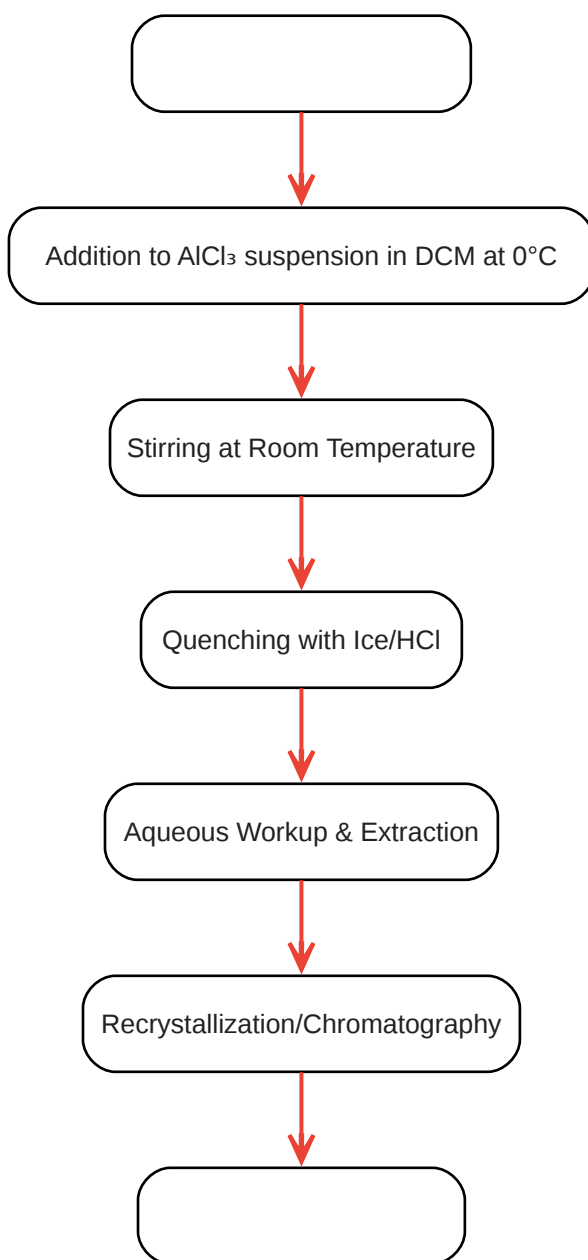 Addition to AlCl₃ suspension in DCM at 0°C
Stirring at Room Temperature
Quenching with Ice/HCl
Aqueous Workup & Extraction
Recrystallization/Chromatography